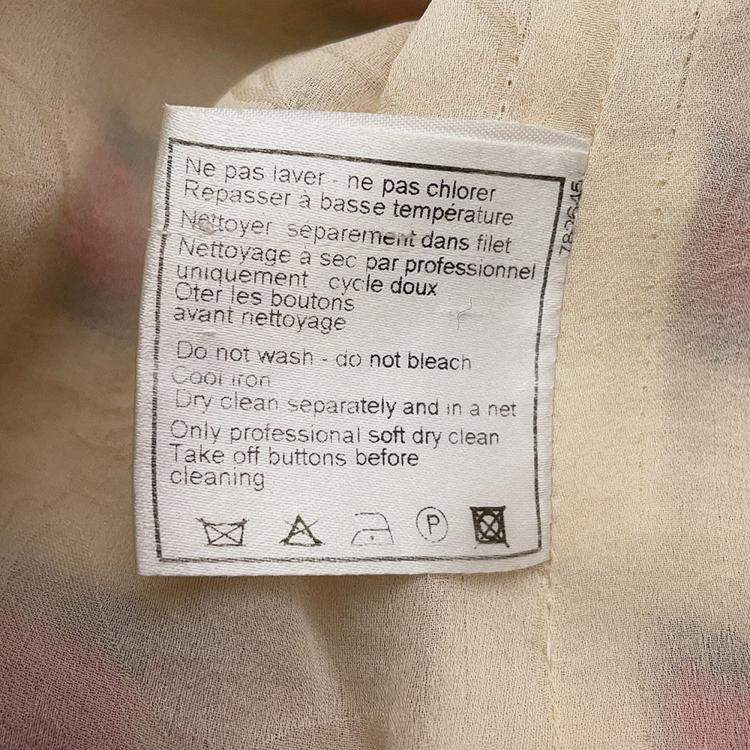 Ne pas laver - ne pas chlorer
Repasser à basse température
Nettoyer séparement dans filet
Nettoyage à sec par professionnel
uniquement cycle doux
Oter les boutons
avant nettoyage
Do not wash - do not bleach
Cool iron
Dry clean separately and in a net
Only professional soft dry clean
Take off buttons before
cleaning
P